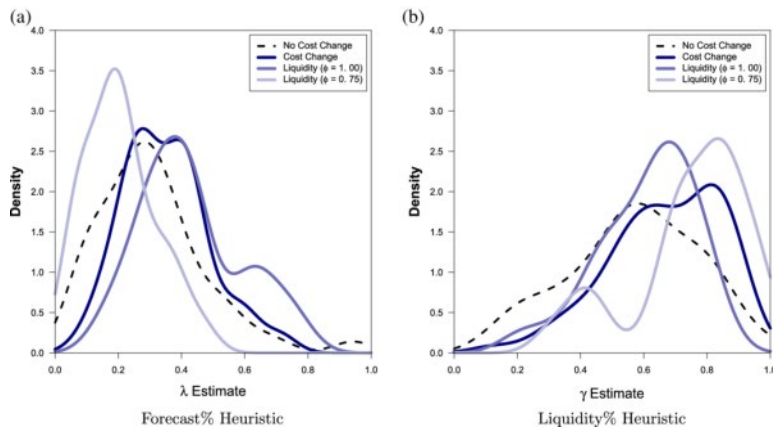 (a)
4.0
3.5
3.0
2.5
2.0
1.5
1.0
0.5
0.0
Density
No Cost Change
Cost Change
Liquidity (ϕ = 1. 00)
Liquidity (ϕ = 0. 75)
0.0 0.2 0.4 0.6 0.8 1.0
λ Estimate
Forecast% Heuristic
(b)
4.0
3.5
3.0
2.5
2.0
1.5
1.0
0.5
0.0
Density
No Cost Change
Cost Change
Liquidity (ϕ = 1. 00)
Liquidity (ϕ = 0. 75)
0.0 0.2 0.4 0.6 0.8 1.0
γ Estimate
Liquidity% Heuristic